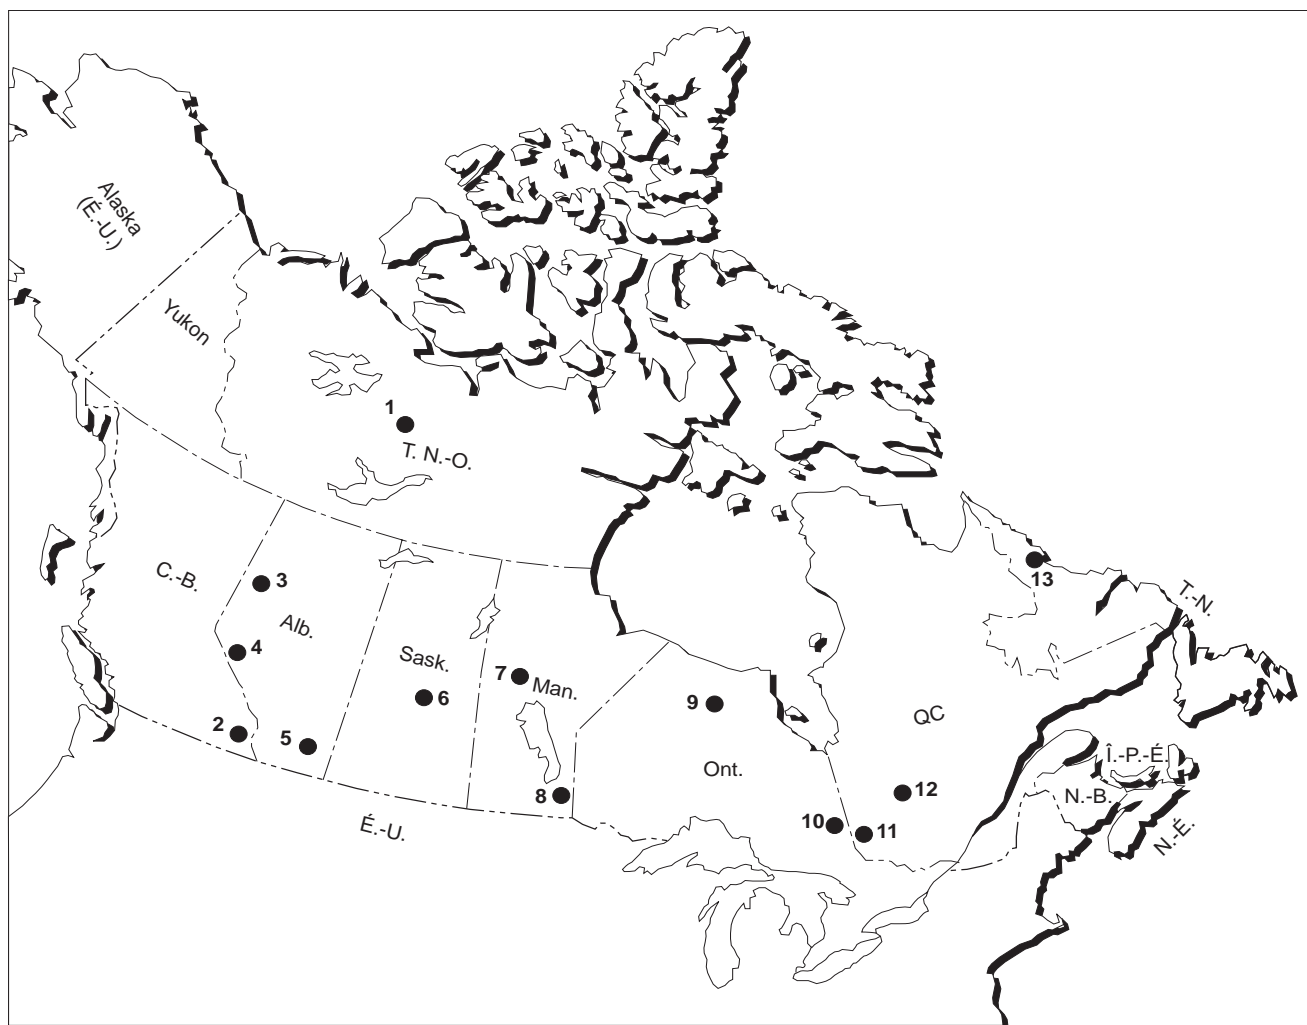 Alaska
(É.-U.)
Yukon
1
T. N.-O.
C.-B.
3
Alb.
4
Sask.
6
7
Man.
2
5
8
É.-U.
9
Ont.
10
11
12
QC
13
T.-N.
Î.-P.-É.
N.-B.
N.-É.